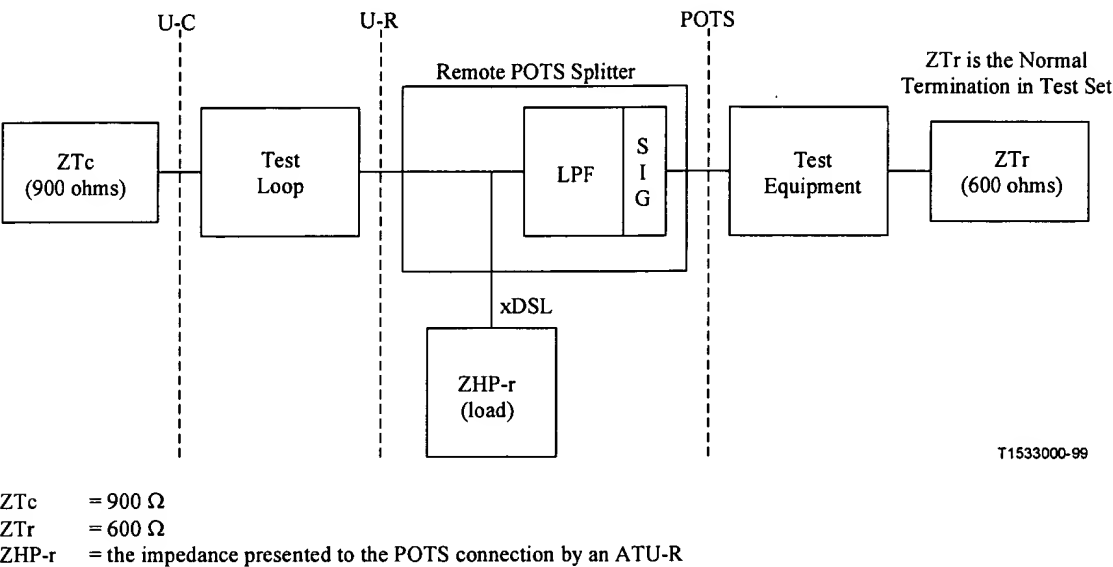 U-C
U-R
POTS
Remote POTS Splitter
ZTr is the Normal
Termination in Test Set
ZTc
(900 ohms)
Test
Loop
LPF
S
I
G
Test
Equipment
ZTr
(600 ohms)
xDSL
ZHP-r
(load)
T1533000-99
ZTc = 900 Ω
ZTr = 600 Ω
ZHP-r = the impedance presented to the POTS connection by an ATU-R